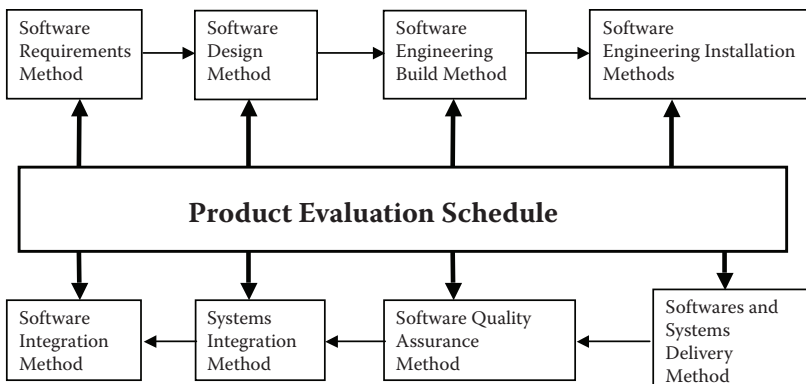 Software
Requirements
Method
Software
Design
Method
Software
Engineering
Build Method
Software
Engineering Installation
Methods
Product Evaluation Schedule
Software
Integration
Method
Systems
Integration
Method
Software Quality
Assurance
Method
Softwares and
Systems
Delivery
Method